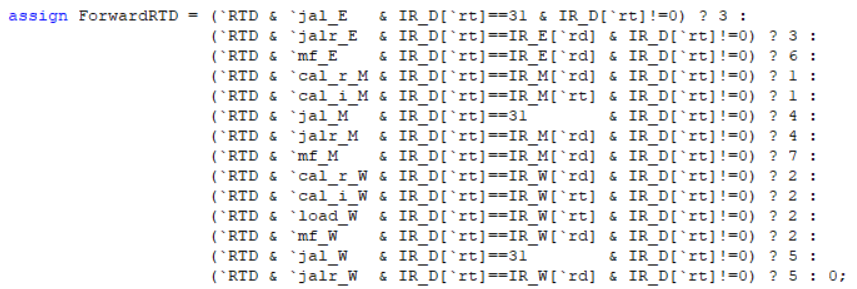 assign ForwardRTD = (`RTD & `jal_E   & IR_D[`rt]==31 & IR_D[`rt]!=0) ? 3 :
(`RTD & `jalr_E  & IR_D[`rt]==IR_E[`rd] & IR_D[`rt]!=0) ? 3 :
(`RTD & `mf_E    & IR_D[`rt]==IR_E[`rd] & IR_D[`rt]!=0) ? 6 :
(`RTD & `cal_r_M & IR_D[`rt]==IR_M[`rd] & IR_D[`rt]!=0) ? 1 :
(`RTD & `cal_i_M & IR_D[`rt]==IR_M[`rt] & IR_D[`rt]!=0) ? 1 :
(`RTD & `jal_M   & IR_D[`rt]==31        & IR_D[`rt]!=0) ? 4 :
(`RTD & `jalr_M  & IR_D[`rt]==IR_M[`rd] & IR_D[`rt]!=0) ? 4 :
(`RTD & `mf_M    & IR_D[`rt]==IR_M[`rd] & IR_D[`rt]!=0) ? 7 :
(`RTD & `cal_r_W & IR_D[`rt]==IR_W[`rd] & IR_D[`rt]!=0) ? 2 :
(`RTD & `cal_i_W & IR_D[`rt]==IR_W[`rt] & IR_D[`rt]!=0) ? 2 :
(`RTD & `load_W  & IR_D[`rt]==IR_W[`rt] & IR_D[`rt]!=0) ? 2 :
(`RTD & `mf_W    & IR_D[`rt]==IR_W[`rd] & IR_D[`rt]!=0) ? 2 :
(`RTD & `jal_W   & IR_D[`rt]==31        & IR_D[`rt]!=0) ? 5 :
(`RTD & `jalr_W  & IR_D[`rt]==IR_W[`rd] & IR_D[`rt]!=0) ? 5 : 0;